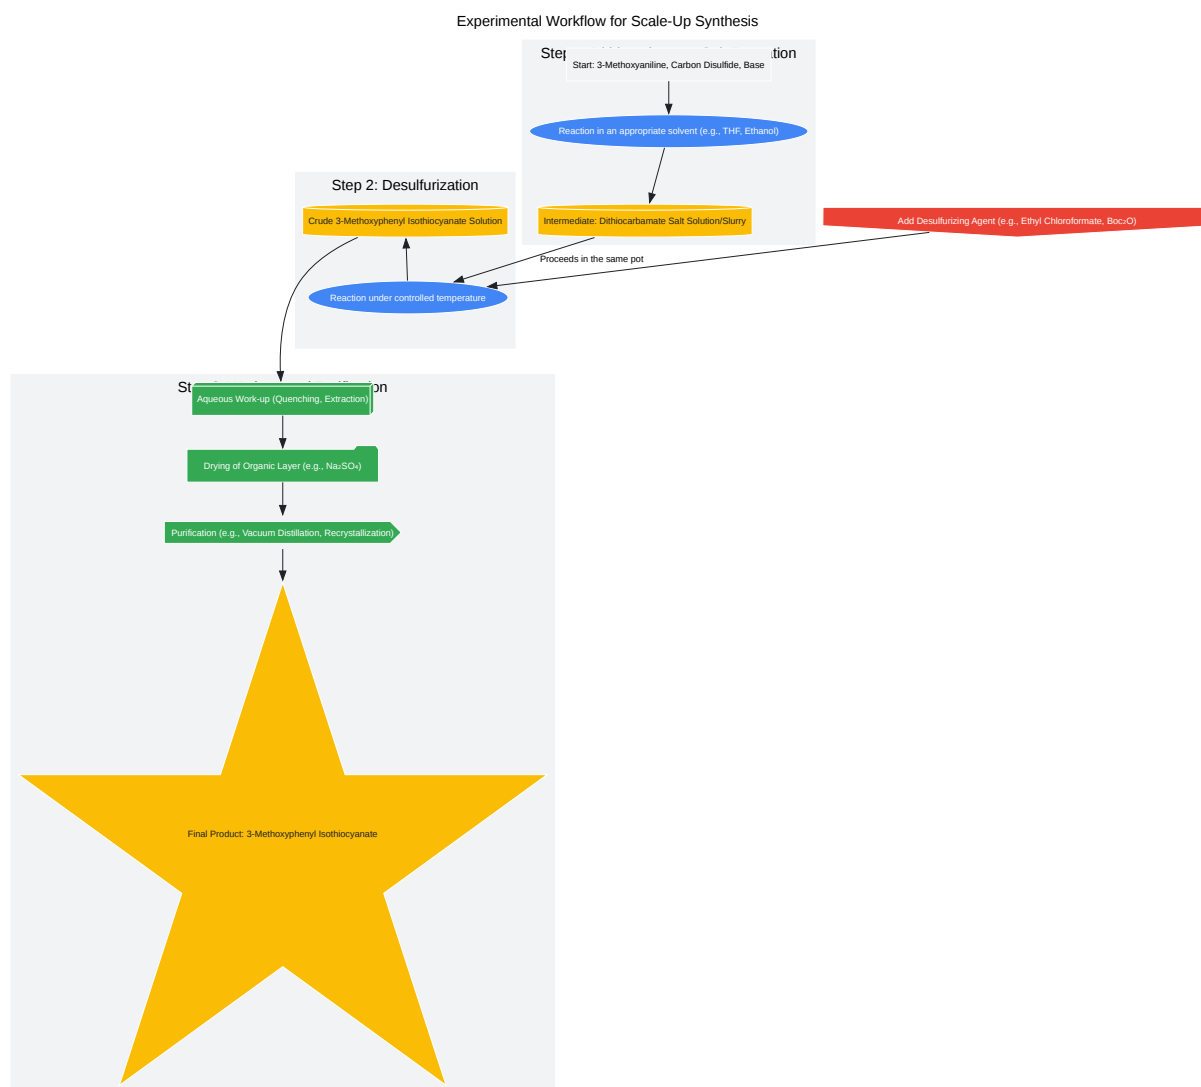 Experimental Workflow for Scale-Up Synthesis
Start: 3-Methoxyaniline, Carbon Disulfide, Base
Reaction in an appropriate solvent (e.g., THF, Ethanol)
Step 2: Desulfurization
Crude 3-Methoxyphenyl Isothiocyanate Solution
Intermediate: Dithiocarbamate Salt Solution/Slurry
Add Desulfurizing Agent (e.g., Ethyl Chloroformate, Boc₂O)
Proceeds in the same pot
Reaction under controlled temperature
Aqueous Work-up (Quenching, Extraction)
Drying of Organic Layer (e.g., Na₂SO₄)
Purification (e.g., Vacuum Distillation, Recrystallization)
Final Product: 3-Methoxyphenyl Isothiocyanate